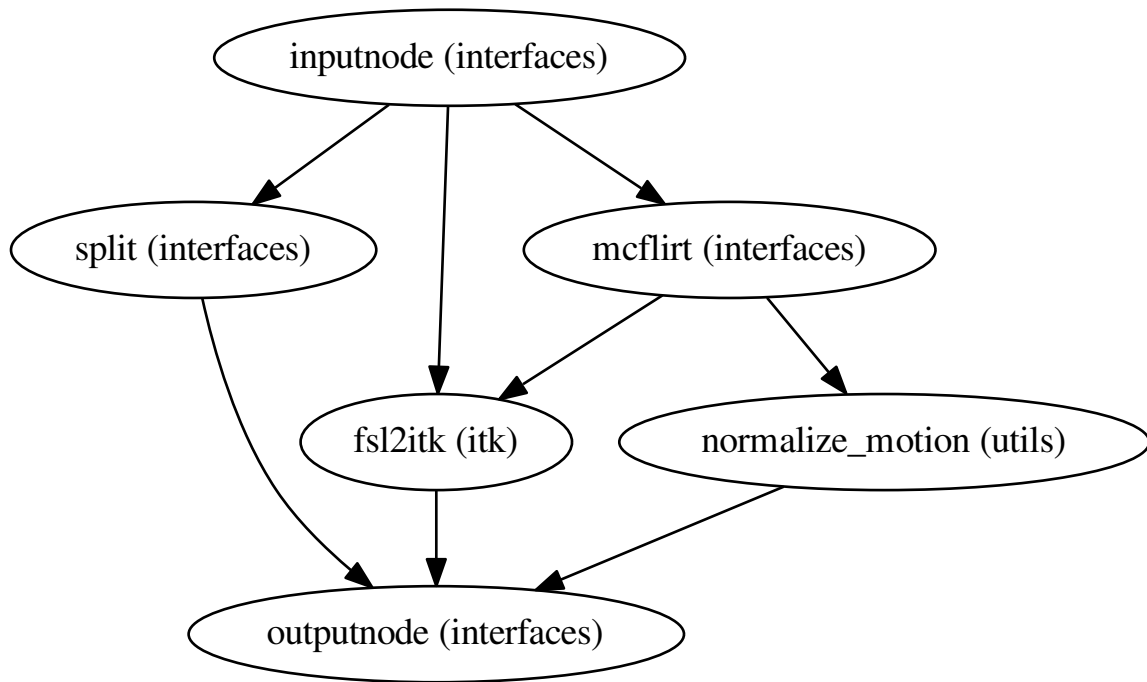 inputnode (interfaces)
split (interfaces)
mcflirt (interfaces)
fsl2itk (itk)
normalize_motion (utils)
outputnode (interfaces)